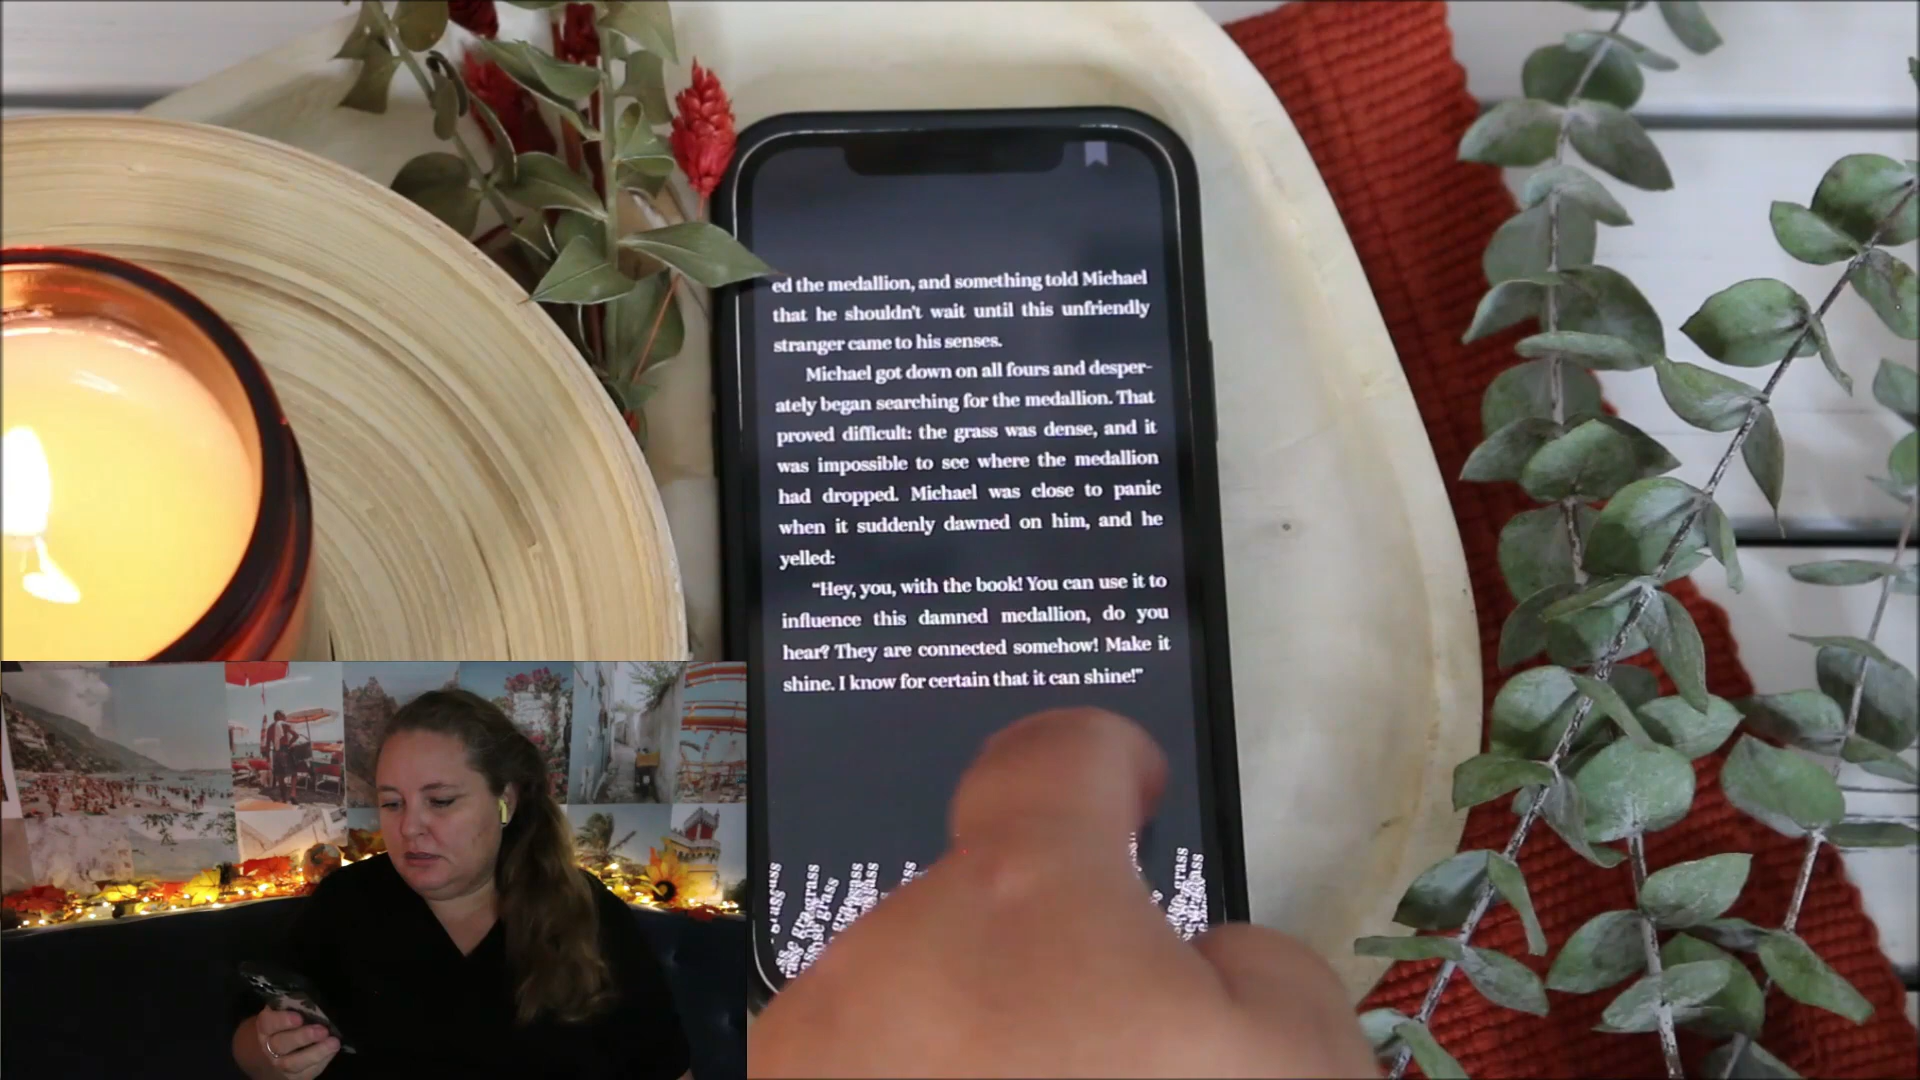 ed the medallion, and something told Michael
that he shouldn't wait until this unfriendly
stranger came to his senses.
Michael got down on all fours and desper-
ately began searching for the medallion. That
proved difficult: the grass was dense, and it
was impossible to see where the medallion
had dropped. Michael was close to panic
when it suddenly dawned on him, and he
yelled:
“Hey, you, with the book! You can use it to
influence this damned medallion, do you
hear? They are connected somehow! Make it
shine. I know for certain that it can shine!”
grass
grass
grass
grass